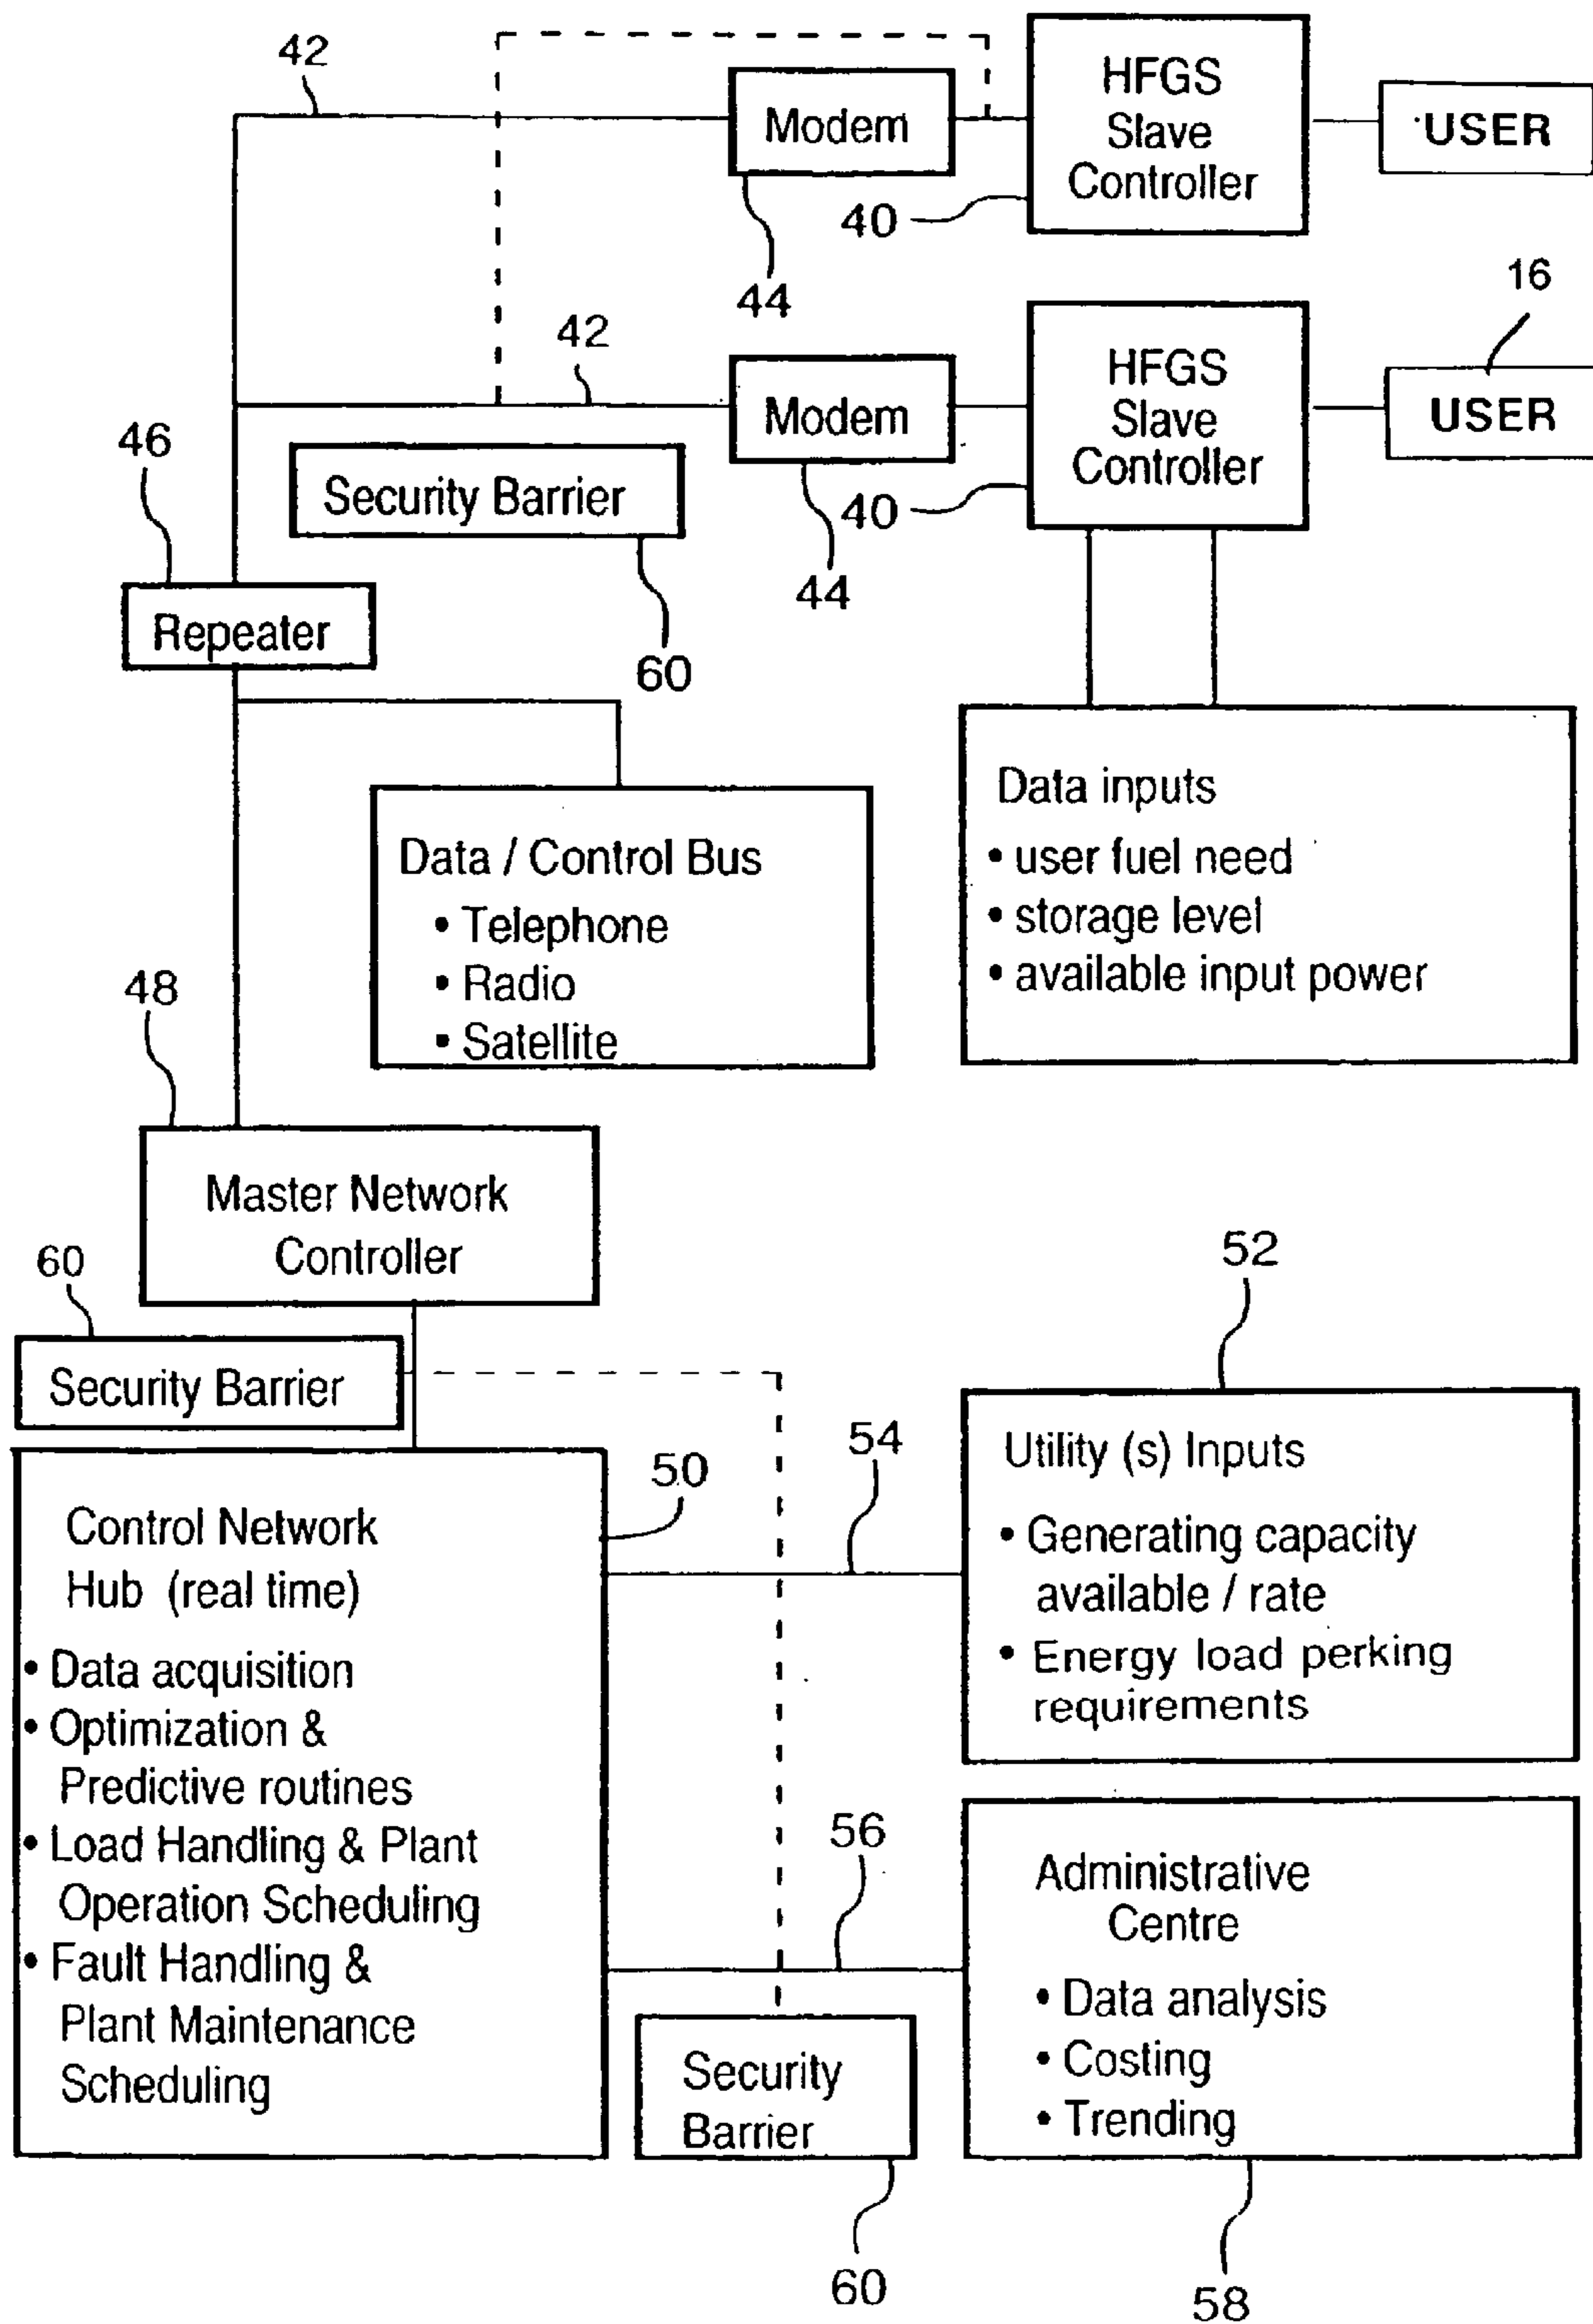 42
HFGS
Slave
Controller
Modem
USER
40
44
16
42
HFGS
Slave
Controller
Modem
USER
46
Security Barrier
40
44
Repeater
60
Data inputs
• user fuel need
• storage level
• available input power
Data / Control Bus
• Telephone
• Radio
• Satellite
48
Master Network
Controller
60
52
Security Barrier
54
50
Utility (s) Inputs
• Generating capacity
available / rate
• Energy load perking
requirements
Control Network
Hub (real time)
• Data acquisition
• Optimization &
Predictive routines
• Load Handling & Plant
Operation Scheduling
• Fault Handling &
Plant Maintenance
Scheduling
56
Administrative
Centre
• Data analysis
• Costing
• Trending
Security
Barrier
60
58